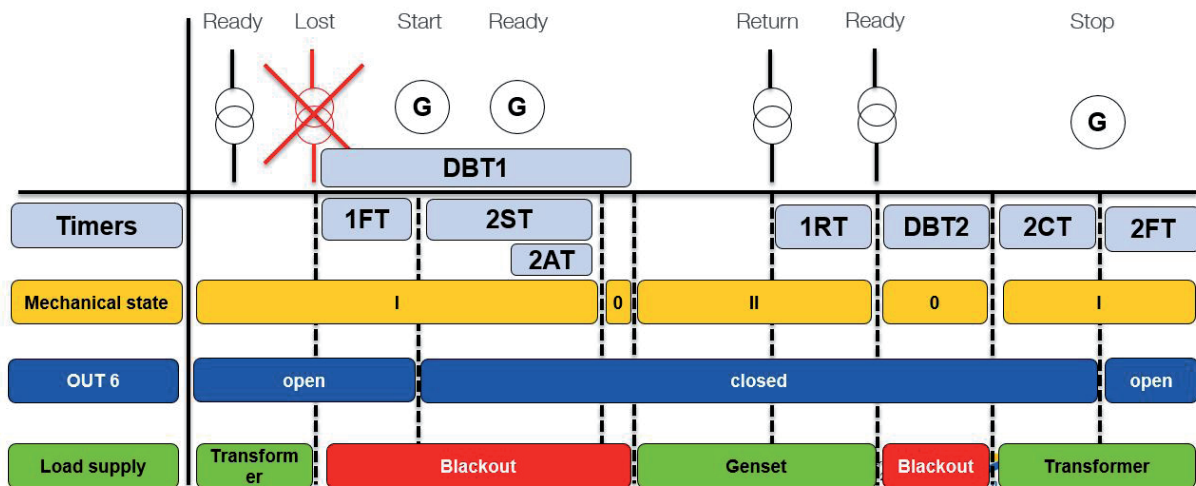 Ready
Lost
Start
Ready
Return
Ready
Stop
G
G
G
DBT1
Timers
1FT
2ST
1RT
DBT2
2CT
2FT
2AT
Mechanical state
I
0
II
0
I
OUT 6
open
closed
open
Load supply
Transform
er
Blackout
Genset
Blackout
Transformer